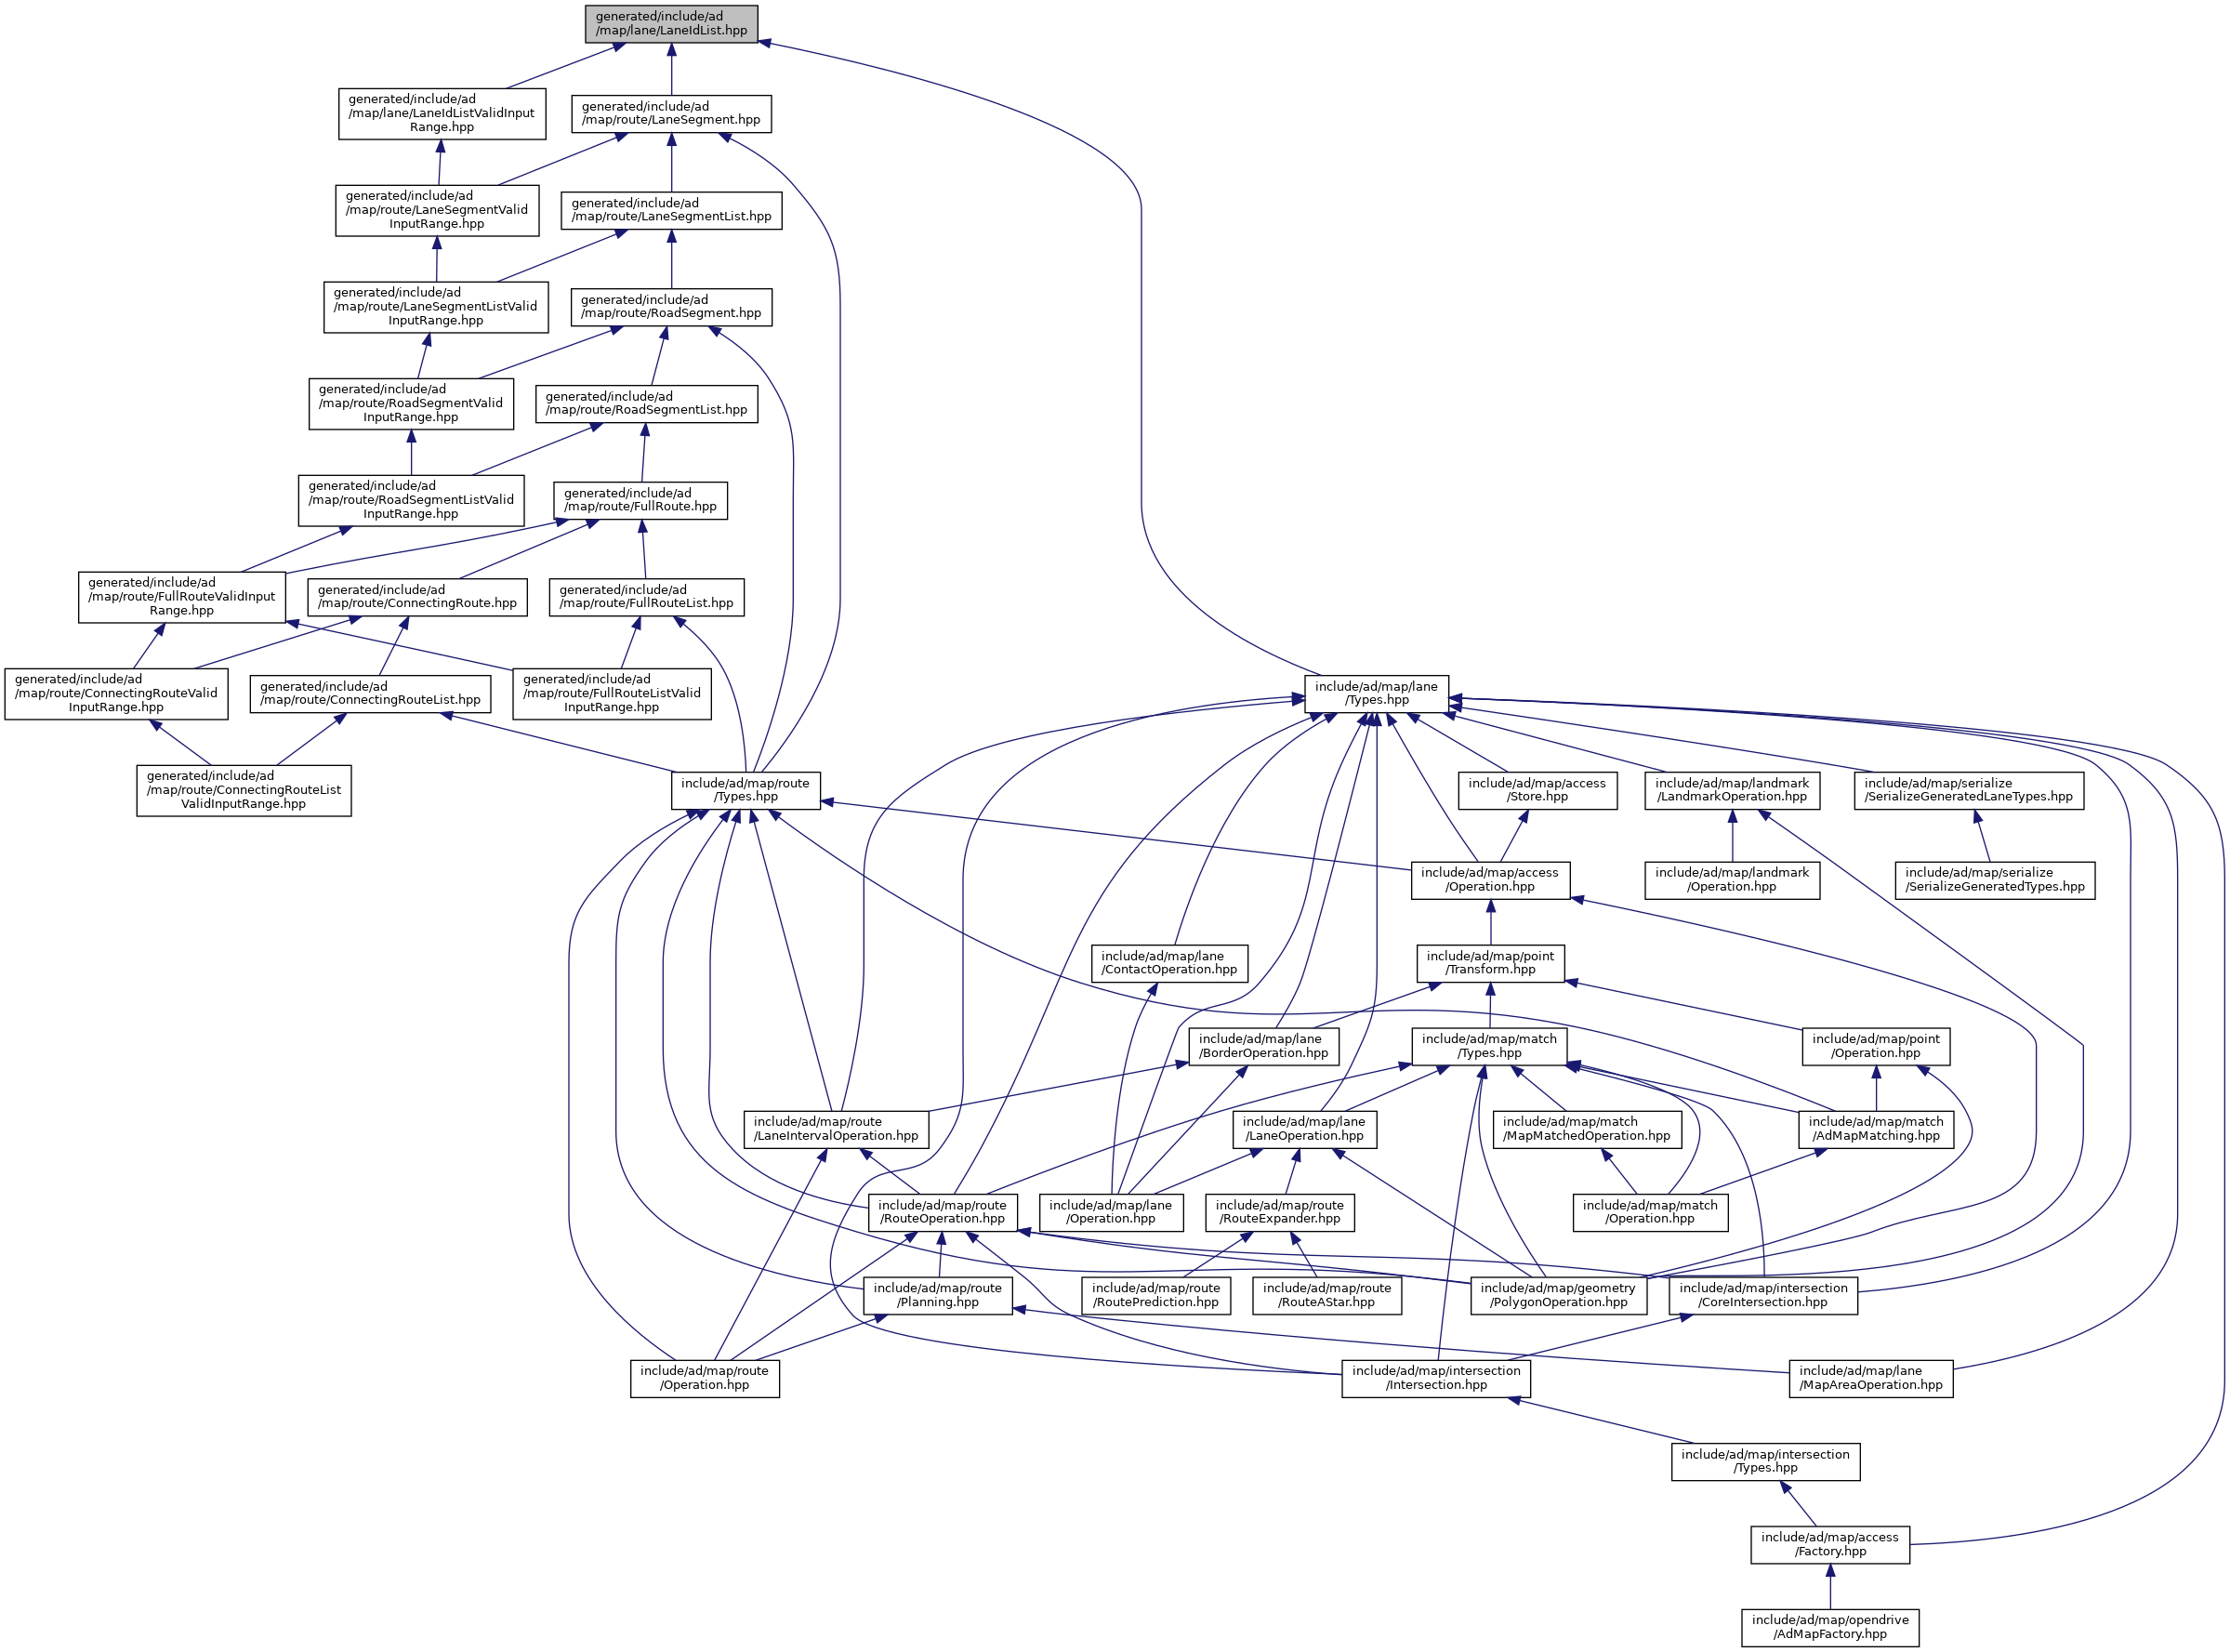 generated/include/ad
/map/lane/LaneIdList.hpp
generated/include/ad
/map/lane/LaneIdListValidInput
Range.hpp
generated/include/ad
/map/route/LaneSegment.hpp
generated/include/ad
/map/route/LaneSegmentValid
InputRange.hpp
generated/include/ad
/map/route/LaneSegmentList.hpp
generated/include/ad
/map/route/LaneSegmentListValid
InputRange.hpp
generated/include/ad
/map/route/RoadSegment.hpp
generated/include/ad
/map/route/RoadSegmentValid
InputRange.hpp
generated/include/ad
/map/route/RoadSegmentList.hpp
generated/include/ad
/map/route/RoadSegmentListValid
InputRange.hpp
generated/include/ad
/map/route/FullRoute.hpp
generated/include/ad
/map/route/FullRouteValidInput
Range.hpp
generated/include/ad
/map/route/ConnectingRoute.hpp
generated/include/ad
/map/route/FullRouteList.hpp
generated/include/ad
/map/route/ConnectingRouteValid
InputRange.hpp
generated/include/ad
/map/route/ConnectingRouteList.hpp
generated/include/ad
/map/route/FullRouteListValid
InputRange.hpp
include/ad/map/lane
/Types.hpp
generated/include/ad
/map/route/ConnectingRouteList
ValidInputRange.hpp
include/ad/map/route
/Types.hpp
include/ad/map/access
/Store.hpp
include/ad/map/landmark
/LandmarkOperation.hpp
include/ad/map/serialize
/SerializeGeneratedLaneTypes.hpp
include/ad/map/access
/Operation.hpp
include/ad/map/landmark
/Operation.hpp
include/ad/map/serialize
/SerializeGeneratedTypes.hpp
include/ad/map/lane
/ContactOperation.hpp
include/ad/map/point
/Transform.hpp
include/ad/map/lane
/BorderOperation.hpp
include/ad/map/match
/Types.hpp
include/ad/map/point
/Operation.hpp
include/ad/map/route
/LaneIntervalOperation.hpp
include/ad/map/lane
/LaneOperation.hpp
include/ad/map/match
/MapMatchedOperation.hpp
include/ad/map/match
/AdMapMatching.hpp
include/ad/map/route
/RouteOperation.hpp
include/ad/map/lane
/Operation.hpp
include/ad/map/route
/RouteExpander.hpp
include/ad/map/match
/Operation.hpp
include/ad/map/route
/Planning.hpp
include/ad/map/route
/RoutePrediction.hpp
include/ad/map/route
/RouteAStar.hpp
include/ad/map/geometry
/PolygonOperation.hpp
include/ad/map/intersection
/CoreIntersection.hpp
include/ad/map/route
/Operation.hpp
include/ad/map/intersection
/Intersection.hpp
include/ad/map/lane
/MapAreaOperation.hpp
include/ad/map/intersection
/Types.hpp
include/ad/map/access
/Factory.hpp
include/ad/map/opendrive
/AdMapFactory.hpp